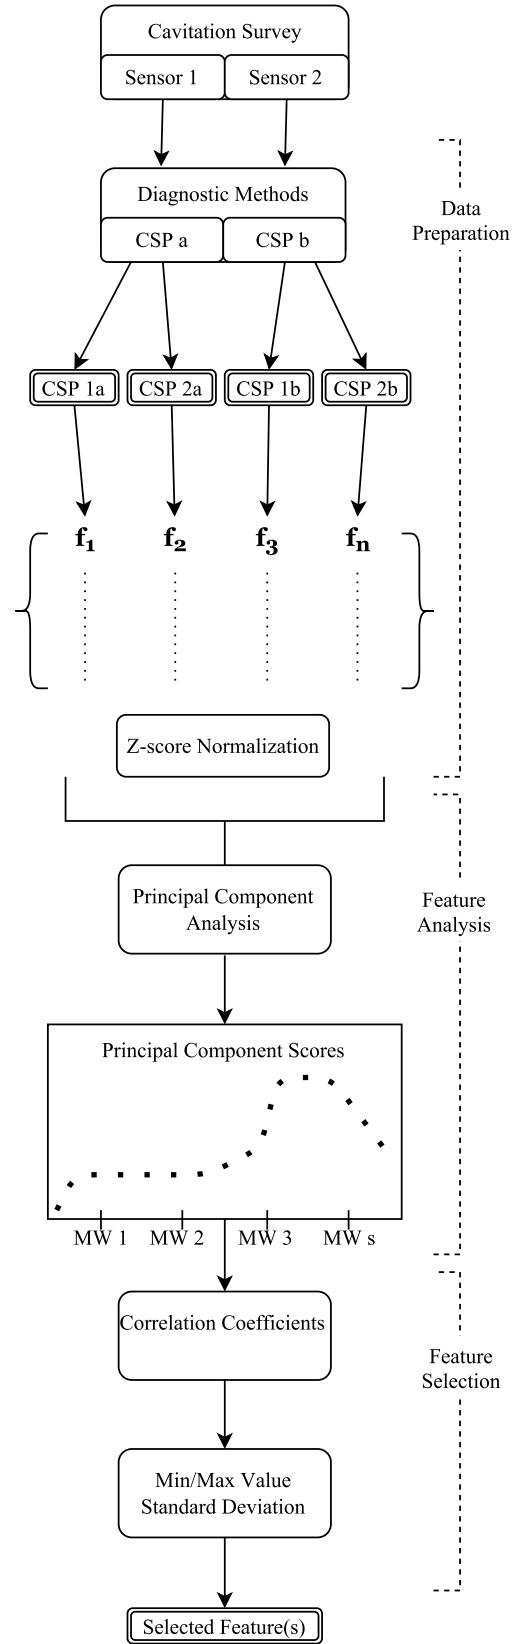 Cavitation Survey
Sensor 1
Sensor 2
Diagnostic Methods
CSP a
CSP b
Data
Preparation
CSP 1a
CSP 2a
CSP 1b
CSP 2b
f1
f2
f3
fn
Z-score Normalization
Principal Component
Analysis
Feature
Analysis
Principal Component Scores
MW 1
MW 2
MW 3
MW s
Correlation Coefficients
Feature
Selection
Min/Max Value
Standard Deviation
Selected Feature(s)